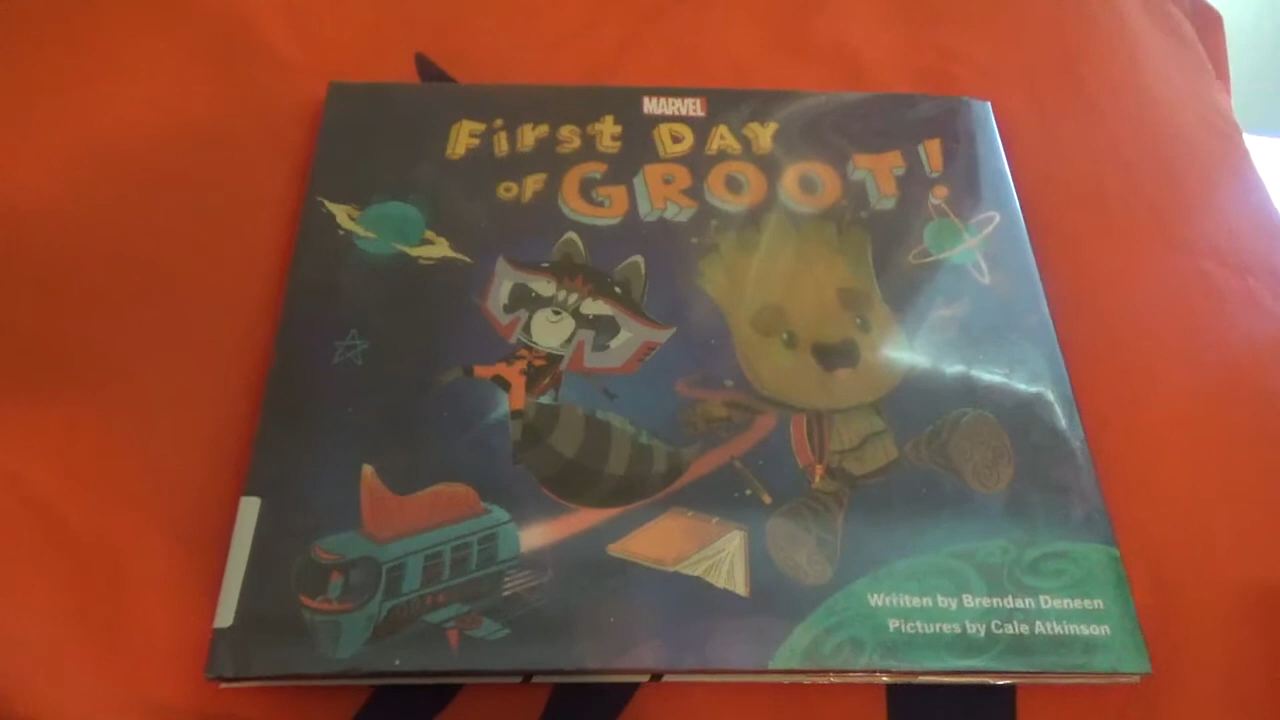 MARVEL
First DAY
OF GROOT!
Written by Brendan Deneen
Pictures by Cale Atkinson